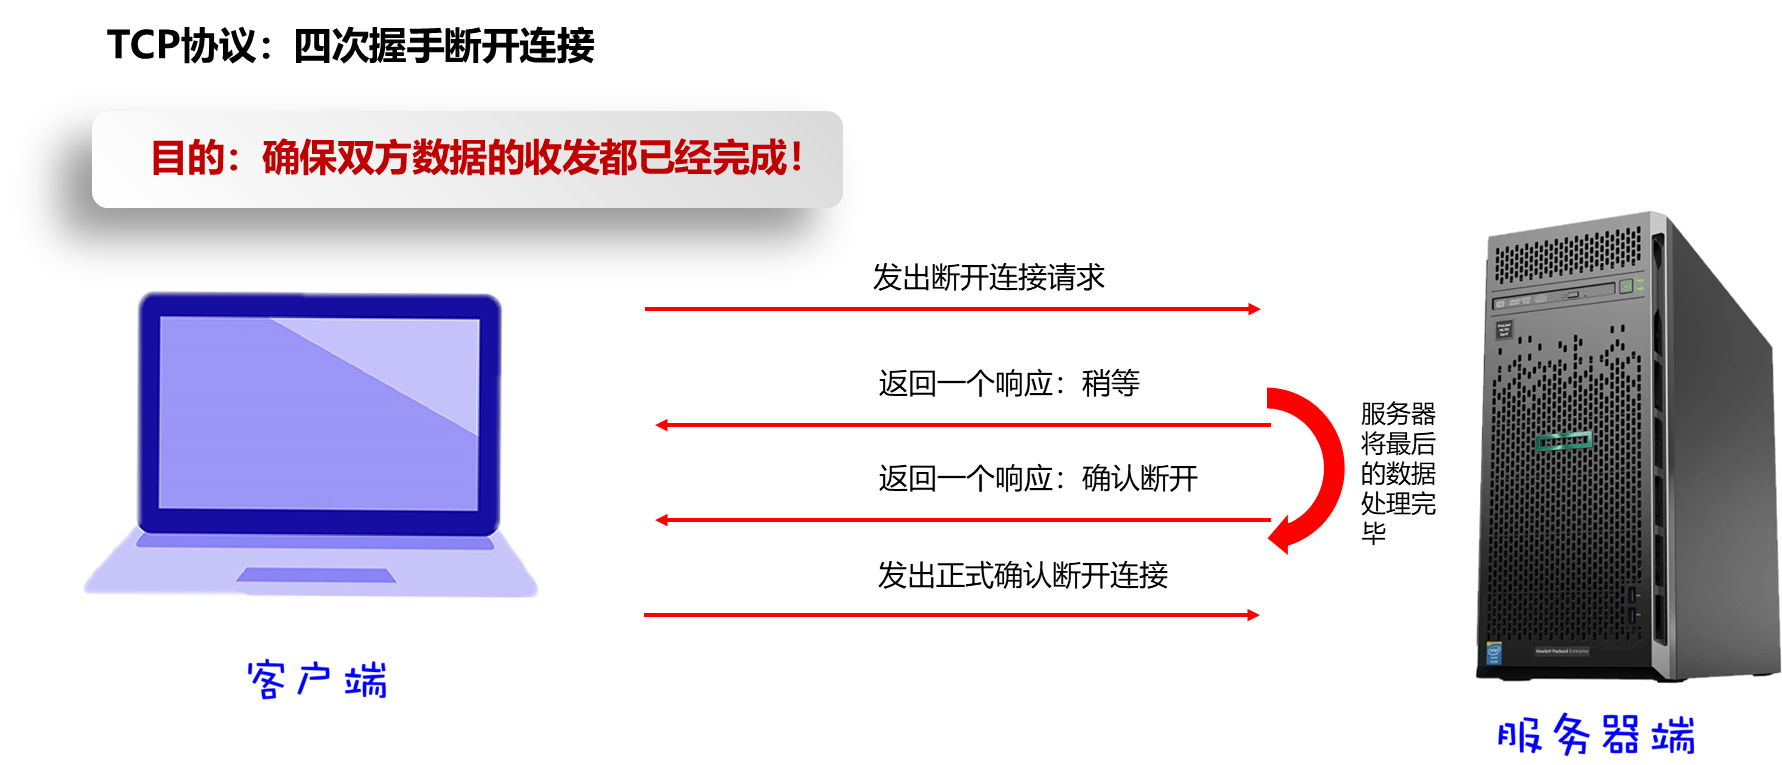 TCP协议：四次握手断开连接
目的：确保双方数据的收发都已经完成！
发出断开连接请求
返回一个响应：稍等
服务器
将最后
的数据
处理完
毕
返回一个响应：确认断开
发出正式确认断开连接
客户端
Hewlett Packard Enterprise
服务器端